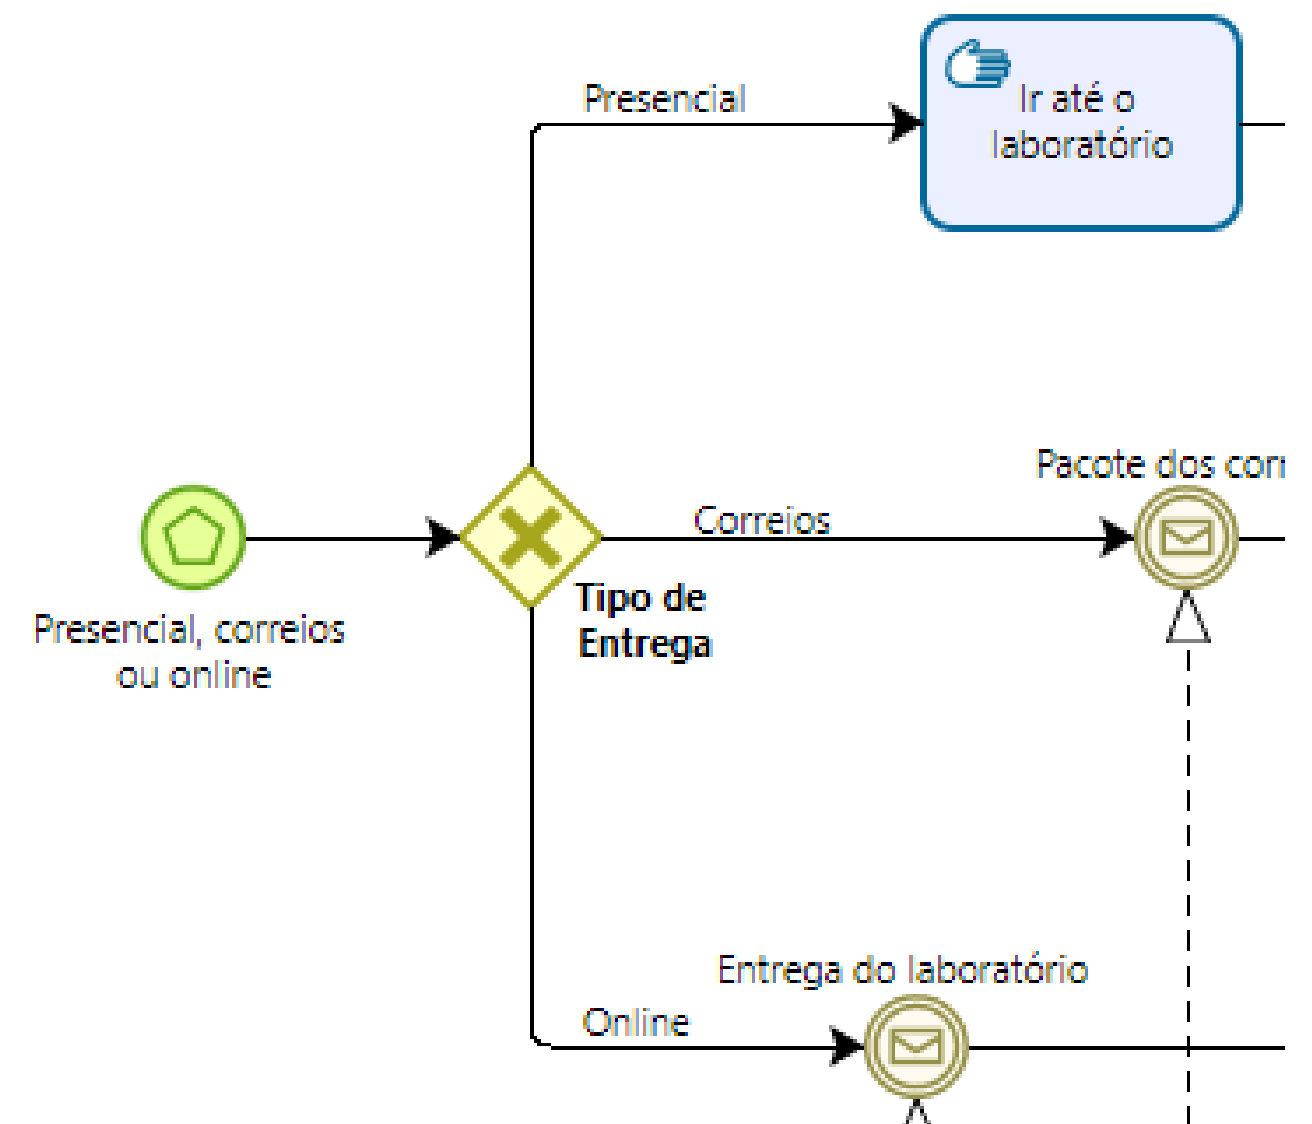 Presencial
Ir até o
laboratório
Pacote dos
Correios
Tipo de
Entrega
Presencial, correios
ou online
Entrega do laboratório
Online